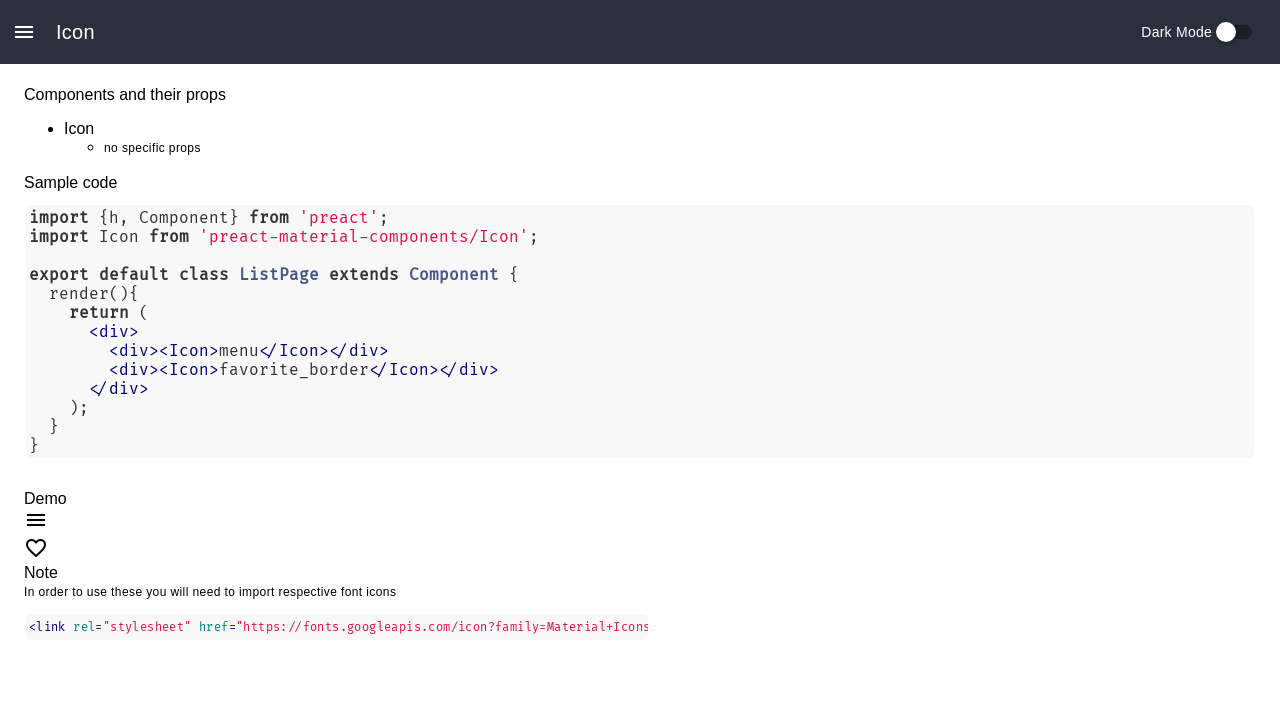 Icon
Dark Mode
Components and their props
Icon
no specific props
Sample code
import {h, Component} from 'preact';
import Icon from 'preact-material-components/Icon';
export default class ListPage extends Component {
render(){
return (
<div>
<div><Icon>menu</Icon></div>
<div><Icon>favorite_border</Icon></div>
</div>
);
}
}
Demo
Note
In order to use these you will need to import respective font icons
<link rel="stylesheet" href="https://fonts.googleapis.com/icon?family=Material+Icons